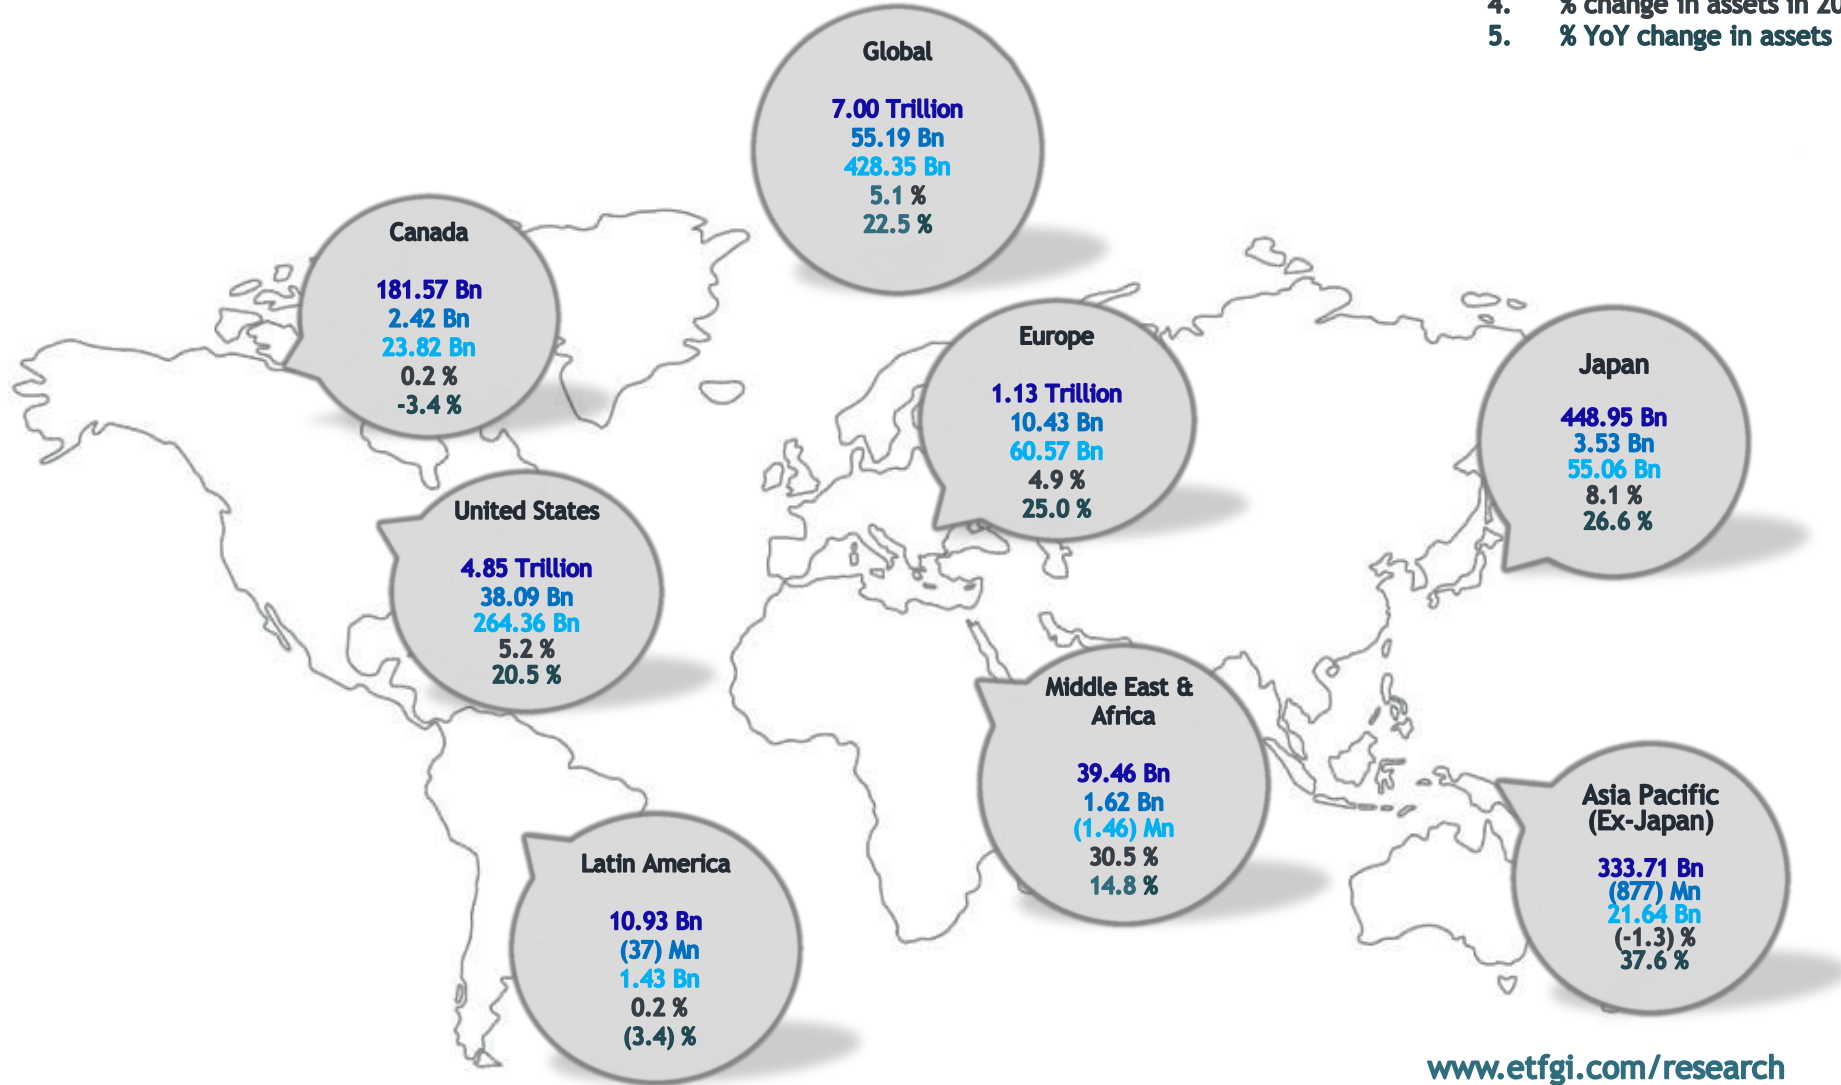 4. % change in assets in 20
5. % YoY change in assets
Global
7.00 Trillion
55.19 Bn
428.35 Bn
5.1 %
22.5 %
Canada
181.57 Bn
2.42 Bn
23.82 Bn
0.2 %
-3.4 %
Europe
1.13 Trillion
10.43 Bn
60.57 Bn
4.9 %
25.0 %
Japan
448.95 Bn
3.53 Bn
55.06 Bn
8.1 %
26.6 %
United States
4.85 Trillion
38.09 Bn
264.36 Bn
5.2 %
20.5 %
Middle East &
Africa
39.46 Bn
1.62 Bn
(1.46) Mn
30.5 %
14.8 %
Asia Pacific
(Ex-Japan)
333.71 Bn
(877) Mn
21.64 Bn
(-1.3) %
37.6 %
Latin America
10.93 Bn
(37) Mn
1.43 Bn
0.2 %
(3.4) %
www.etfgi.com/research